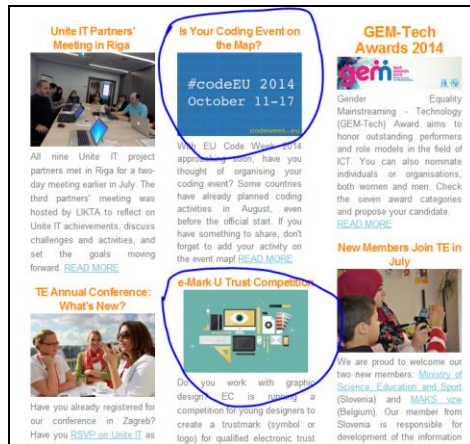 Unite IT Partners'
Meeting in Riga
All nine Unite IT project
partners met in Riga for a two-
day meeting earlier in July. The
third partners' meeting was
hosted by LIKTA to reflect on
Unite IT achievements, discuss
challenges and activities, and
set the goals moving
forward. READ MORE
TE Annual Conference:
What's New?
Have you already registered for
our conference in Zagreb?
Have you RSVP on Unite IT as
Is Your Coding Event on
the Map?
#codeEU 2014
October 11-17
codeweek.eu
With EU Code Week 2014
approaching soon, have you
thought of organising your
coding event? Some countries
have already planned coding
activities in August, even
before the official start. If you
have something to share, don't
forget to add your activity on
the event map! READ MORE
e-Mark U Trust Competition
Do you work with graphic
design? EC is running a
competition for young designers to
create a trustmark (symbol or
logo) for qualified electronic trust
GEM-Tech
Awards 2014
gem
tech
awards
2014
Gender Equality
Mainstreaming - Technology
(GEM-Tech) Award aims to
honor outstanding performers
and role models in the field of
ICT. You can also nominate
individuals or organisations,
both women and men. Check
the seven award categories
and propose your candidate.
READ MORE
New Members Join TE in
July
We are proud to welcome our
two new members: Ministry of
Science, Education and Sport
(Slovenia) and MAKS vzw
(Belgium). Our member from
Slovenia is responsible for
development of the information